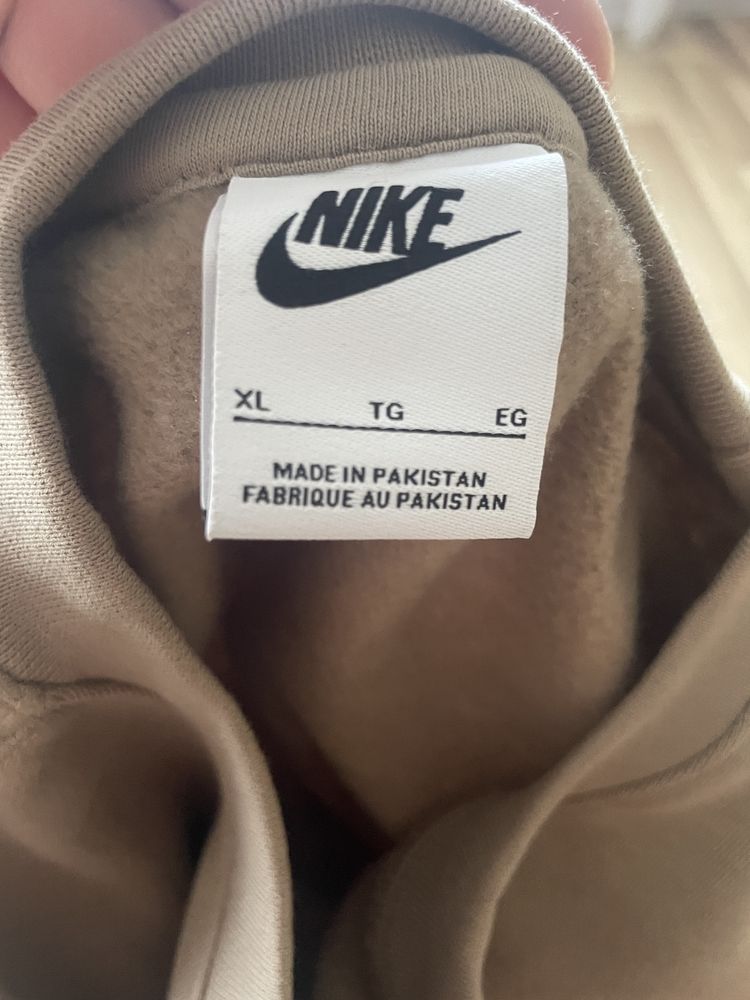 NIKE
XL TG EG
MADE IN PAKISTAN
FABRIQUE AU PAKISTAN